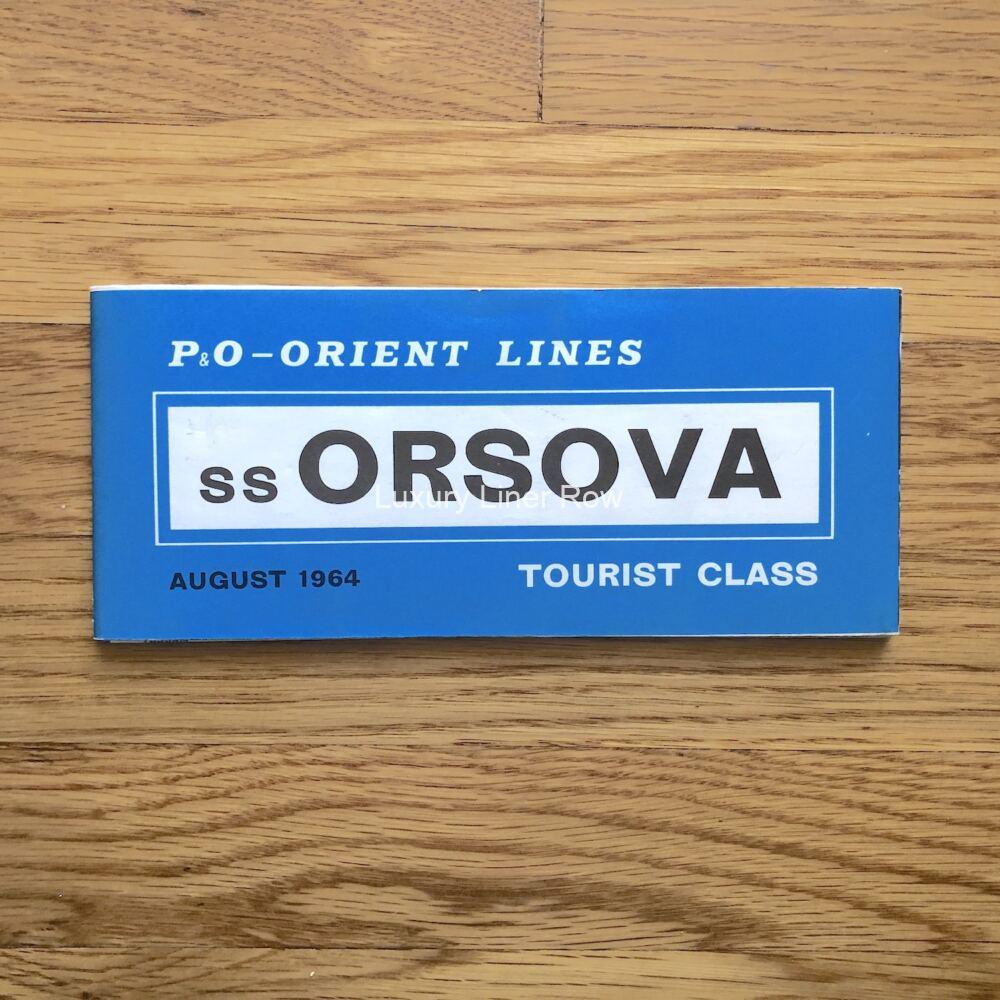 P&O-ORIENT LINES
ss ORSOVA
Luxury Liner Row
AUGUST 1964 TOURIST CLASS